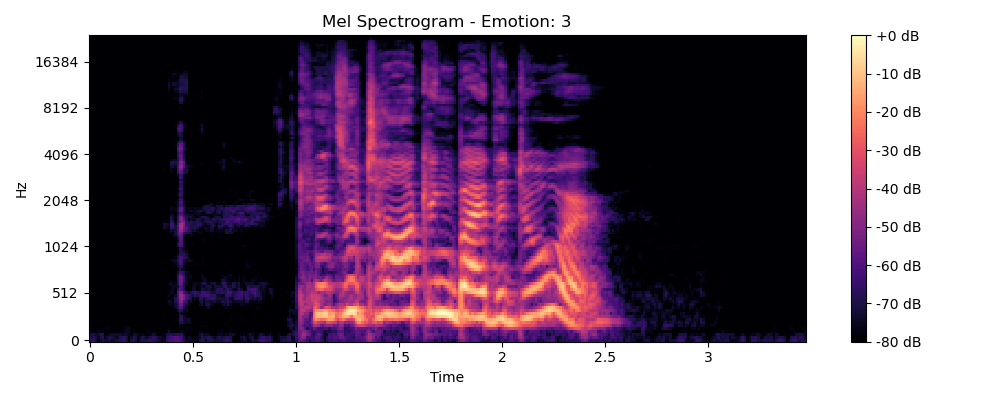 Mel Spectrogram - Emotion: 3
Hz
16384
8192
4096
2048
1024
512
0
0 0.5 1 1.5 2 2.5 3
Time
+0 dB
-10 dB
-20 dB
-30 dB
-40 dB
-50 dB
-60 dB
-70 dB
-80 dB